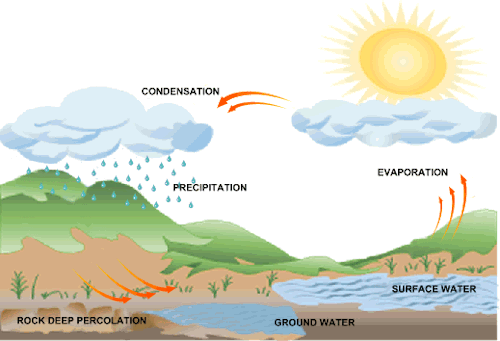 CONDENSATION
PRECIPITATION
EVAPORATION
SURFACE WATER
ROCK DEEP PERCOLATION
GROUND WATER